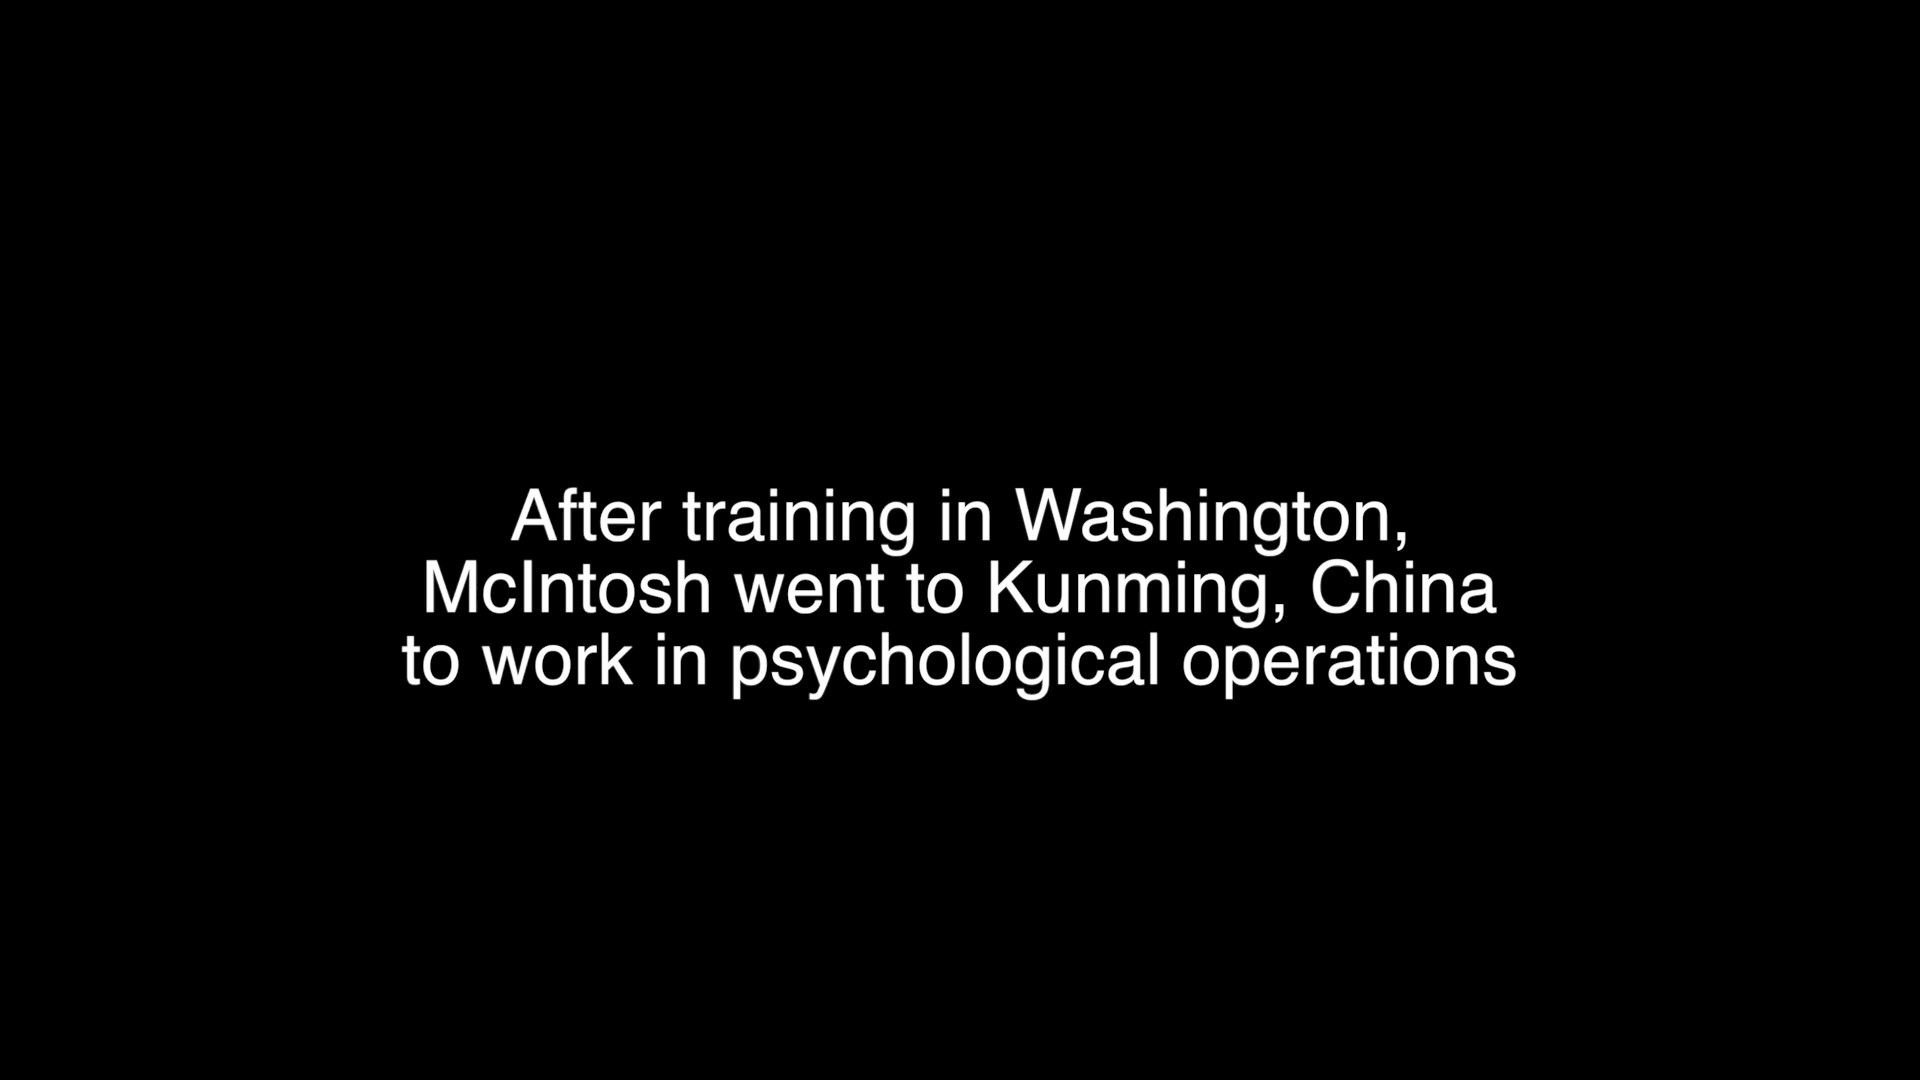 After training in Washington,
McIntosh went to Kunming, China
to work in psychological operations